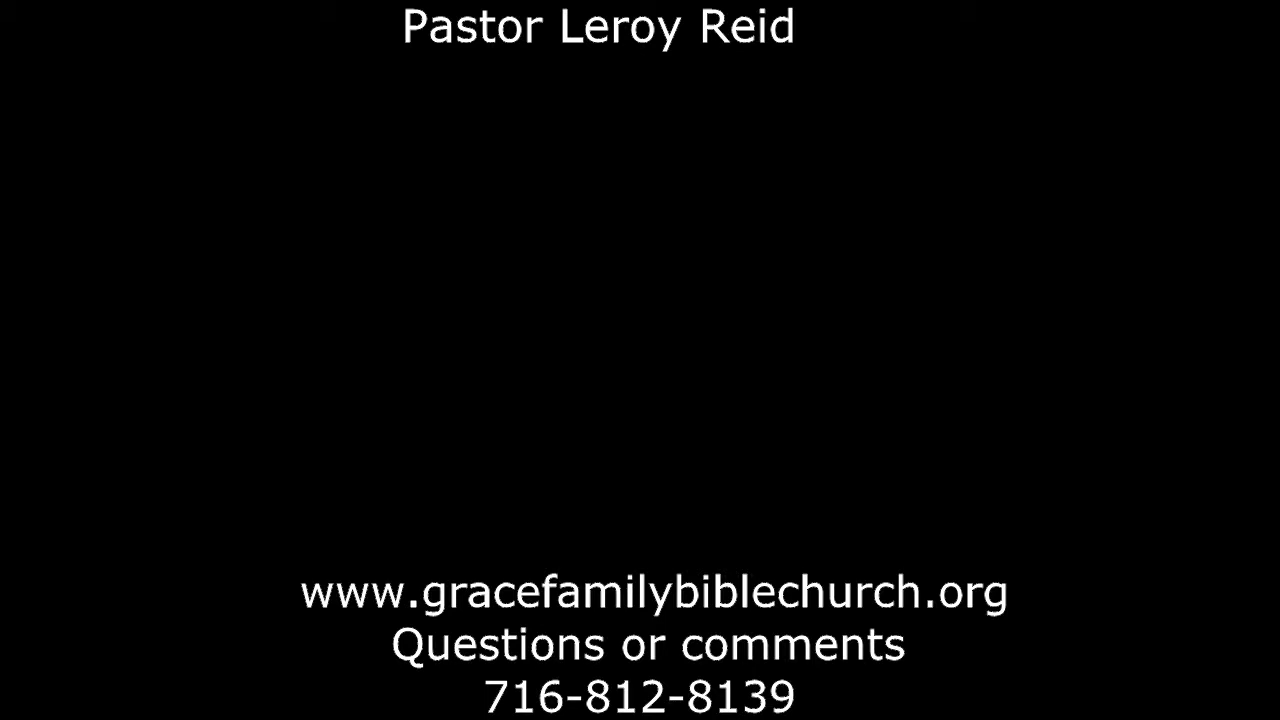 Pastor Leroy Reid
www.gracefamilybiblechurch.org
Questions or comments
716-812-8139